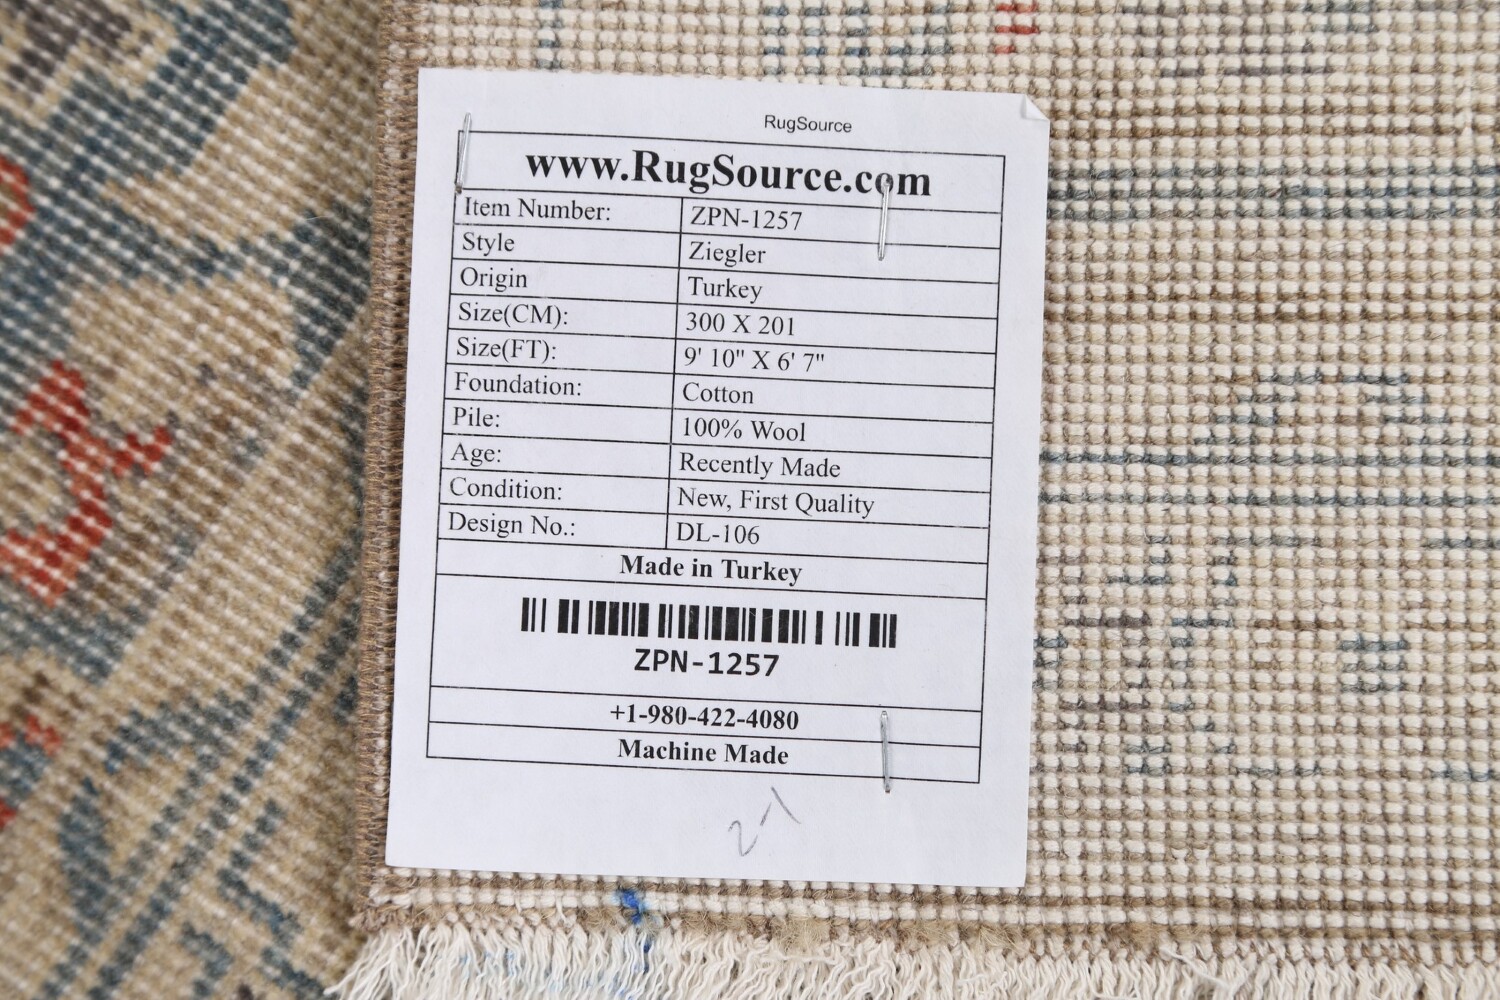 RugSource
www.RugSource.com
Item Number: ZPN-1257
Style Ziegler
Origin Turkey
Size(CM): 300 X 201
Size(FT): 9' 10" X 6' 7"
Foundation: Cotton
Pile: 100% Wool
Age: Recently Made
Condition: New, First Quality
Design No.: DL-106
Made in Turkey
ZPN-1257
+1-980-422-4080
Machine Made
2-1